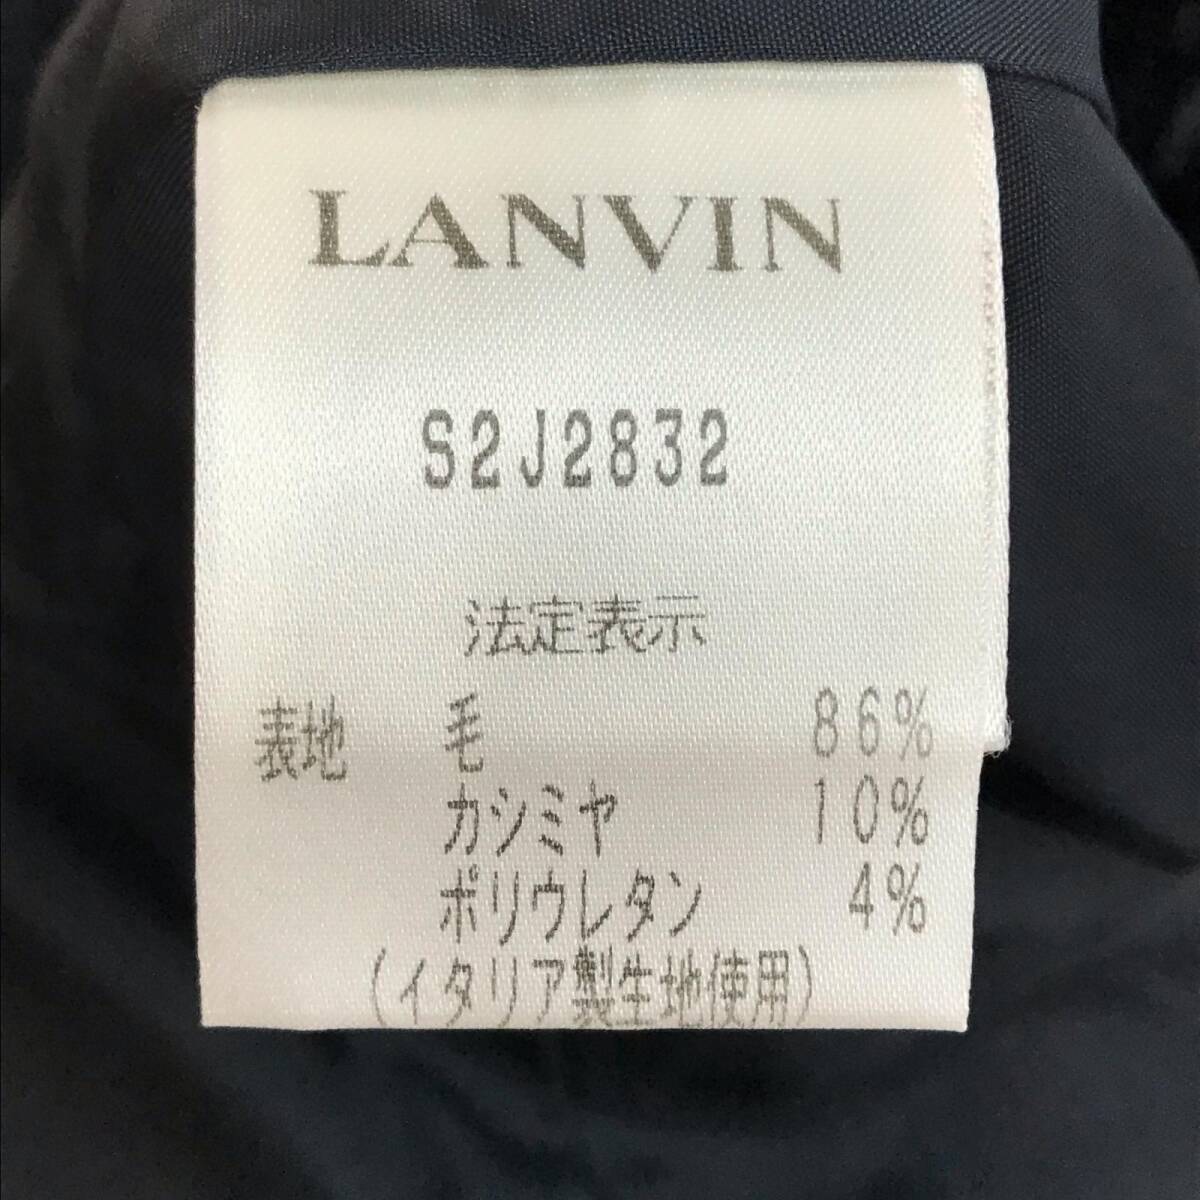 LANVIN
S2J2832
法定表示
表地 毛 86%
カシミヤ 10%
ポリウレタン 4%
(イタリア製生地使用)